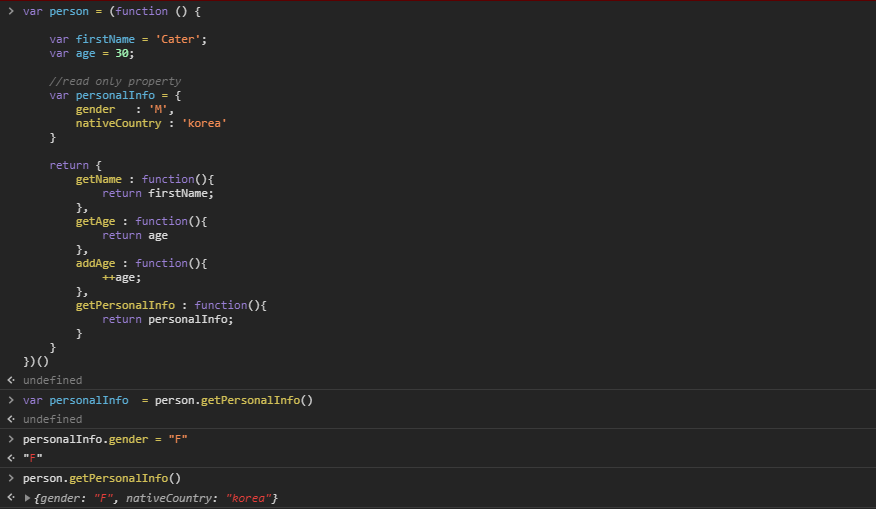 > var person = (function () {
var firstName = 'Cater';
var age = 30;
//read only property
var personalInfo = {
gender   : 'M',
nativeCountry : 'korea'
}
return {
getName : function(){
return firstName;
},
getAge : function(){
return age
},
addAge : function(){
++age;
},
getPersonalInfo : function(){
return personalInfo;
}
}
})()
undefined
> var personalInfo  = person.getPersonalInfo()
undefined
> personalInfo.gender = "F"
"F"
> person.getPersonalInfo()
{gender: "F", nativeCountry: "korea"}